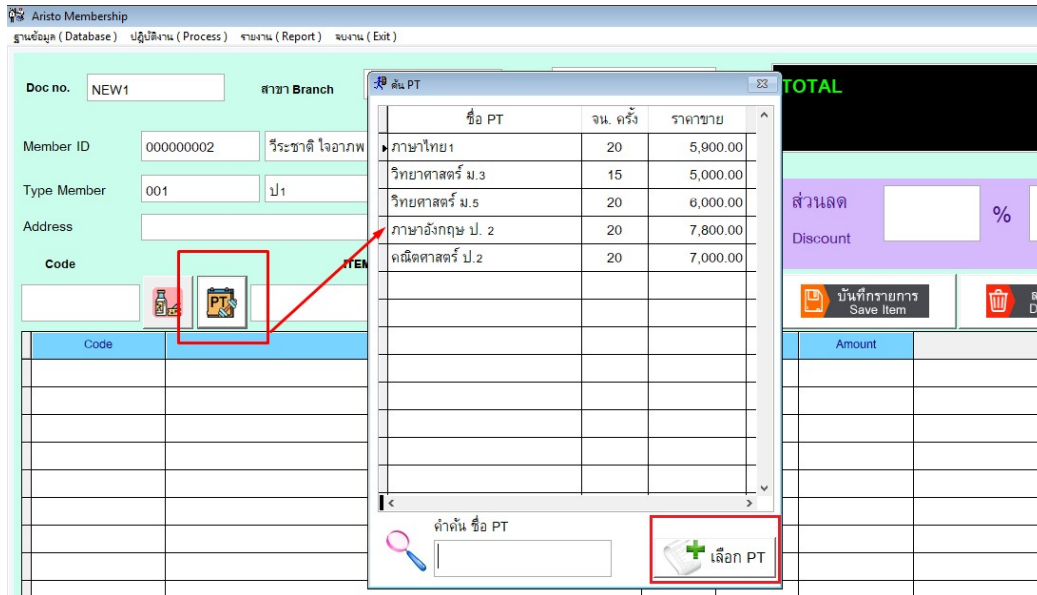 Aristo Membership
ฐานข้อมูล ( Database ) ปฏิบัติงาน ( Process ) รายงาน ( Report ) จบงาน ( Exit )
Doc no. NEW1 สาขา Branch
Member ID 000000002 วีระชาติ ใจอาภพ
Type Member 001 ป1
Address
Code ITEM
PT
Code
ค้น PT
ชื่อ PT จน. ครั้ง ราคาขาย
ภาษาไทย1 20 5,900.00
วิทยาศาสตร์ ม.3 15 5,000.00
วิทยศาสตร์ ม.5 20 6,000.00
ภาษาอังกฤษ ป. 2 20 7,800.00
คณิตศาสตร์ ป.2 20 7,000.00
คำค้น ชื่อ PT
เลือก PT
TOTAL
ส่วนลด %
Discount
บันทึกรายการ
Save Item
Amount